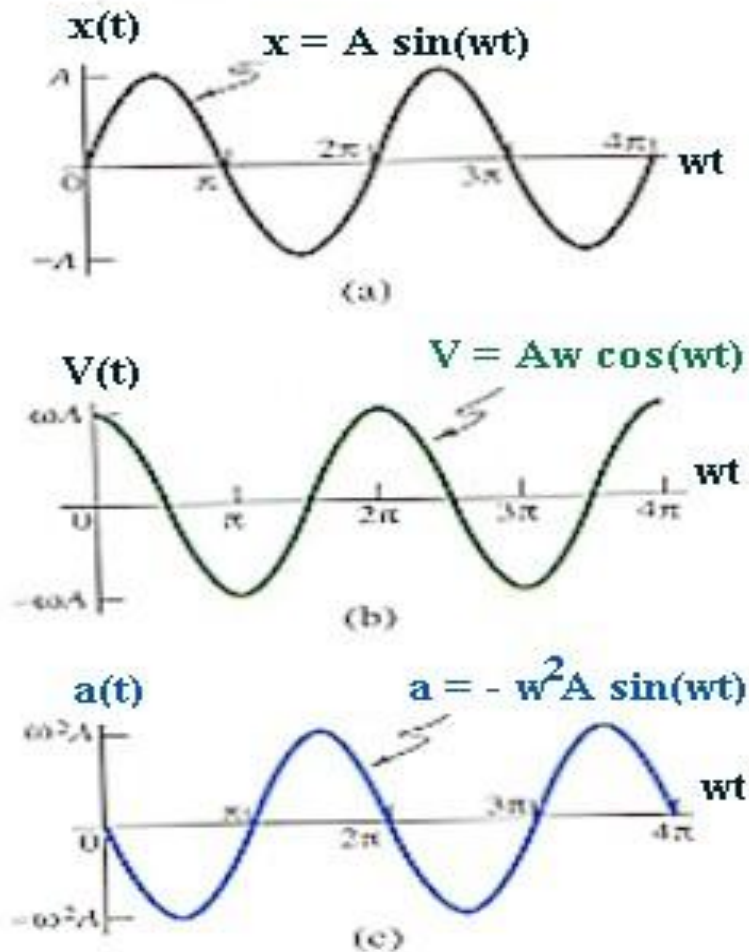 x(t)
x = A sin(wt)
A
0 π 2π 3π 4π wt
-A
(a)
V(t)
V = Aw cos(wt)
ωA
0 π 2π 3π 4π wt
-ωA
(b)
a(t)
a = - w²A sin(wt)
ω²A
0 π 2π 3π 4π wt
-ω²A
(c)